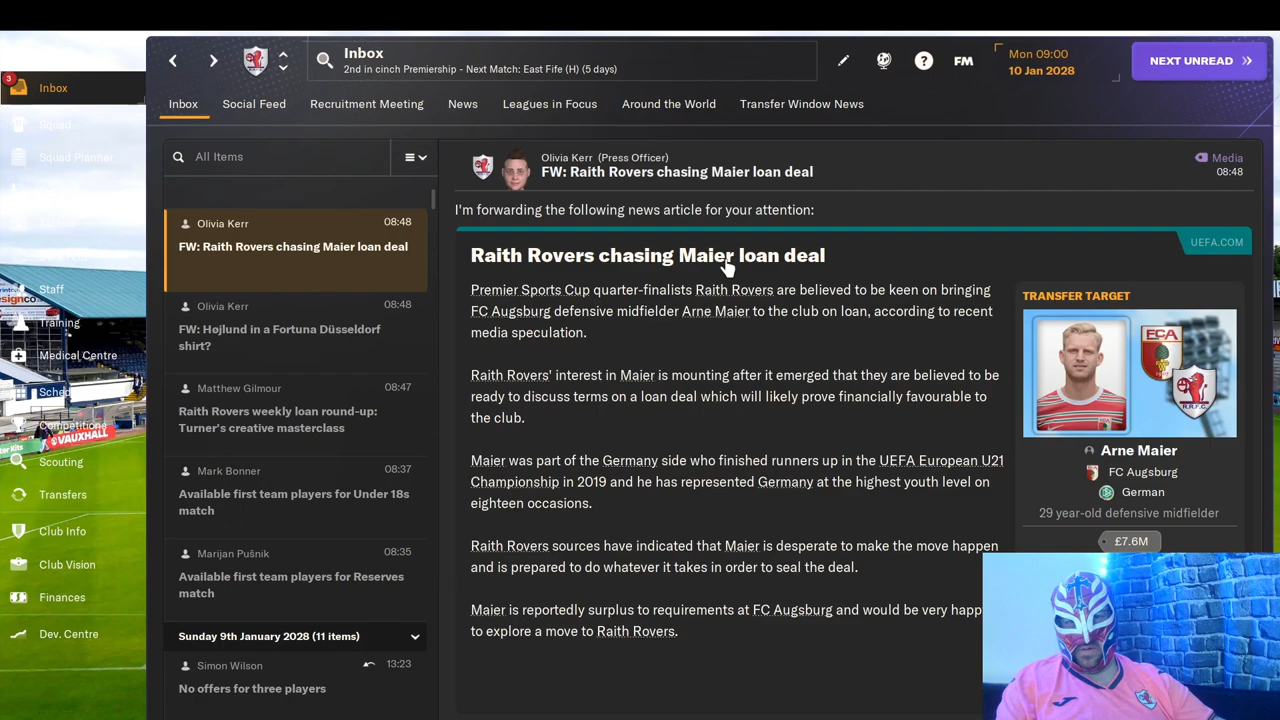 Inbox
2nd in cinch Premiership - Next Match: East Fife (H) (5 days)
FM
Mon 09:00
10 Jan 2028
NEXT UNREAD
3
Inbox
Squad
Squad Planner
Staff
Training
Medical Centre
Sched
Competitions
VAUXHALL
Scouting
Transfers
Club Info
Club Vision
Finances
Dev. Centre
Inbox
Social Feed
Recruitment Meeting
News
Leagues in Focus
Around the World
Transfer Window News
All Items
Olivia Kerr
08:48
FW: Raith Rovers chasing Maier loan deal
Olivia Kerr
08:48
FW: Højlund in a Fortuna Düsseldorf
shirt?
Matthew Gilmour
08:47
Raith Rovers weekly loan round-up:
Turner's creative masterclass
Mark Bonner
08:37
Available first team players for Under 18s
match
Marijan Pušnik
08:35
Available first team players for Reserves
match
Sunday 9th January 2028 (11 items)
Simon Wilson
13:23
No offers for three players
Olivia Kerr (Press Officer)
FW: Raith Rovers chasing Maier loan deal
Media
08:48
I'm forwarding the following news article for your attention:
UEFA.COM
Raith Rovers chasing Maier loan deal
Premier Sports Cup quarter-finalists Raith Rovers are believed to be keen on bringing
FC Augsburg defensive midfielder Arne Maier to the club on loan, according to recent
media speculation.
Raith Rovers' interest in Maier is mounting after it emerged that they are believed to be
ready to discuss terms on a loan deal which will likely prove financially favourable to
the club.
Maier was part of the Germany side who finished runners up in the UEFA European U21
Championship in 2019 and he has represented Germany at the highest youth level on
eighteen occasions.
Raith Rovers sources have indicated that Maier is desperate to make the move happen
and is prepared to do whatever it takes in order to seal the deal.
Maier is reportedly surplus to requirements at FC Augsburg and would be very happ
to explore a move to Raith Rovers.
TRANSFER TARGET
FCA
R.R.F.C.
Arne Maier
FC Augsburg
German
29 year-old defensive midfielder
£7.6M